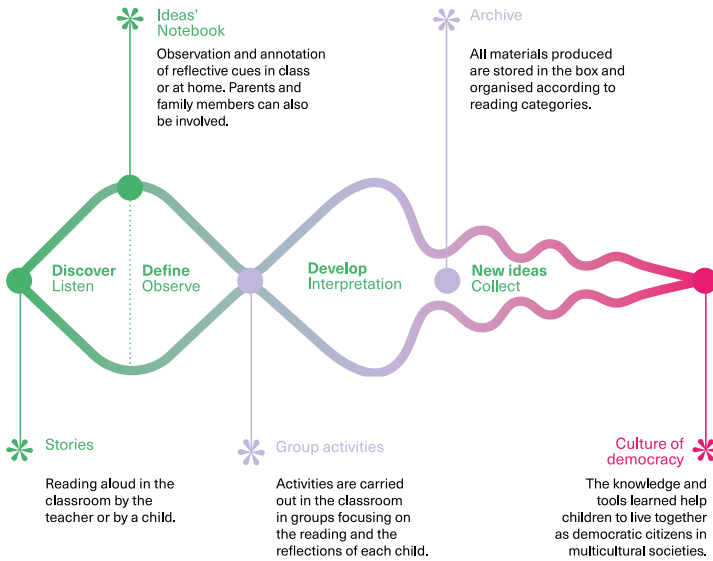 Ideas'
Notebook
Observation and annotation
of reflective cues in class
or at home. Parents and
family members can also
be involved.
Archive
All materials produced
are stored in the box and
organised according to
reading categories.
Discover
Listen
Define
Observe
Develop
Interpretation
New ideas
Collect
Stories
Reading aloud in the
classroom by the
teacher or by a child.
Group activities
Activities are carried
out in the classroom
in groups focusing on
the reading and the
reflections of each child.
Culture of
democracy
The knowledge and
tools learned help
children to live together
as democratic citizens in
multicultural societies.